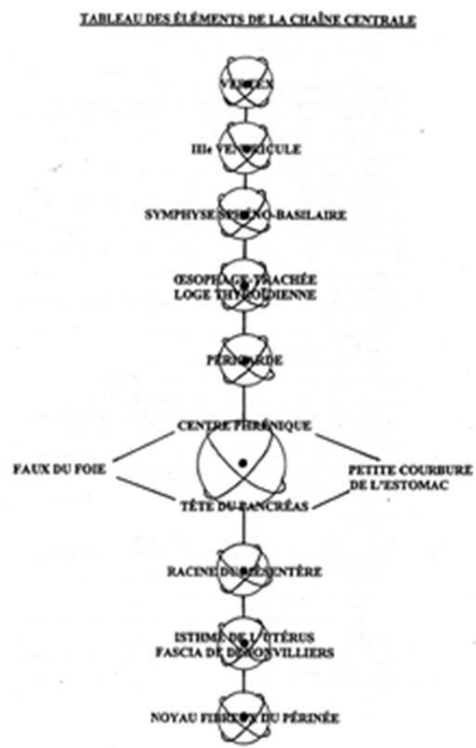 TABLEAU DES ÉLÉMENTS DE LA CHAÎNE CENTRALE
VERTEX
IIIe VENTRICULE
SYMPHYSE SPHÉNO-BASILAIRE
ŒSOPHAGE-TRACHÉE
LOGE THYROÏDIENNE
PÉRICARDE
CENTRE PHRÉNIQUE
FAUX DU FOIE
PETITE COURBURE
DE L'ESTOMAC
TÊTE DU PANCRÉAS
RACINE DU MÉSENTÈRE
ISTHME DE L'UTÉRUS
FASCIA DE DENONVILLIERS
NOYAU FIBREUX DU PÉRINÉE